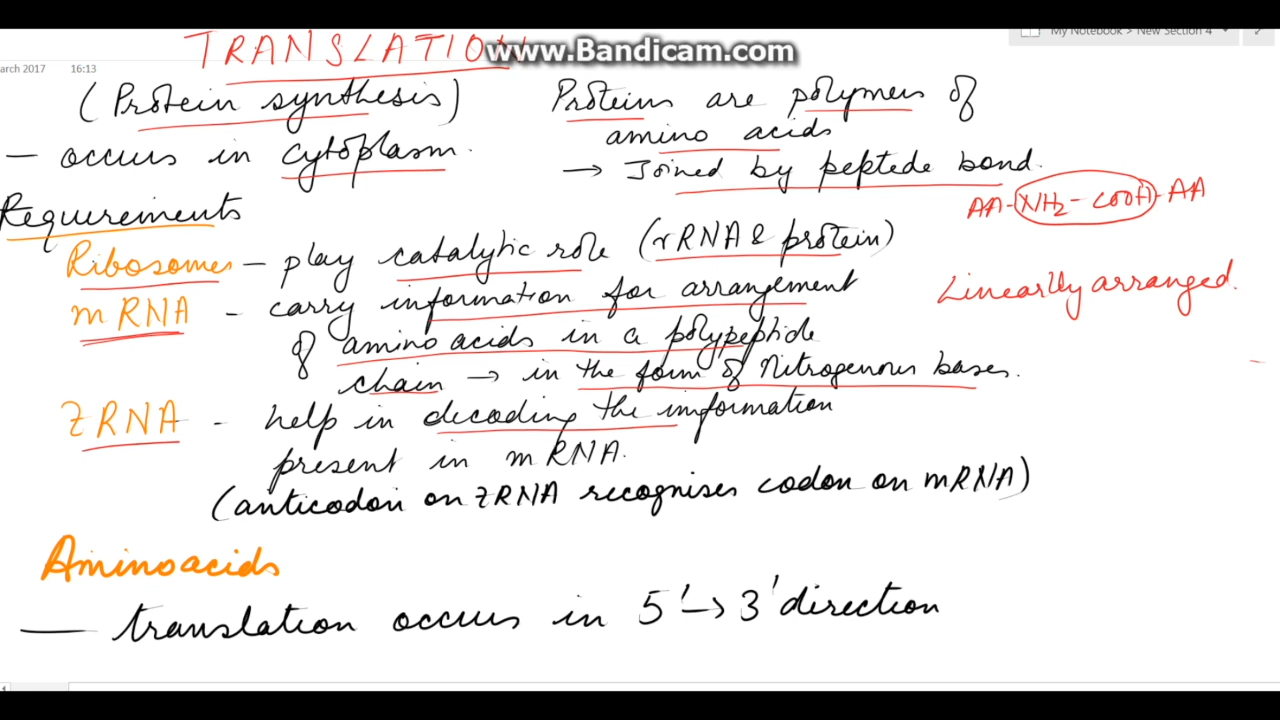 TRANSLATION
www.Bandicam.com
My Notebook > New Section 4
arch 2017 16:13
(Protein synthesis)
- occurs in cytoplasm.
Proteins are polymers of
amino acids
→ Joined by peptede bond.
AA-NH2-COOH-AA
Requirements
Ribosomes - play catalytic role (rRNA & protein)
Linearlly arranged.
mRNA - carry information for arrangement
of amino acids in a polypeptide
chain → in the form of Nitrogenous bases.
tRNA - help in decoding the information
present in mRNA.
(anticodon on tRNA recognises codon on mRNA)
Aminoacids
— translation occurs in 5'→3' direction